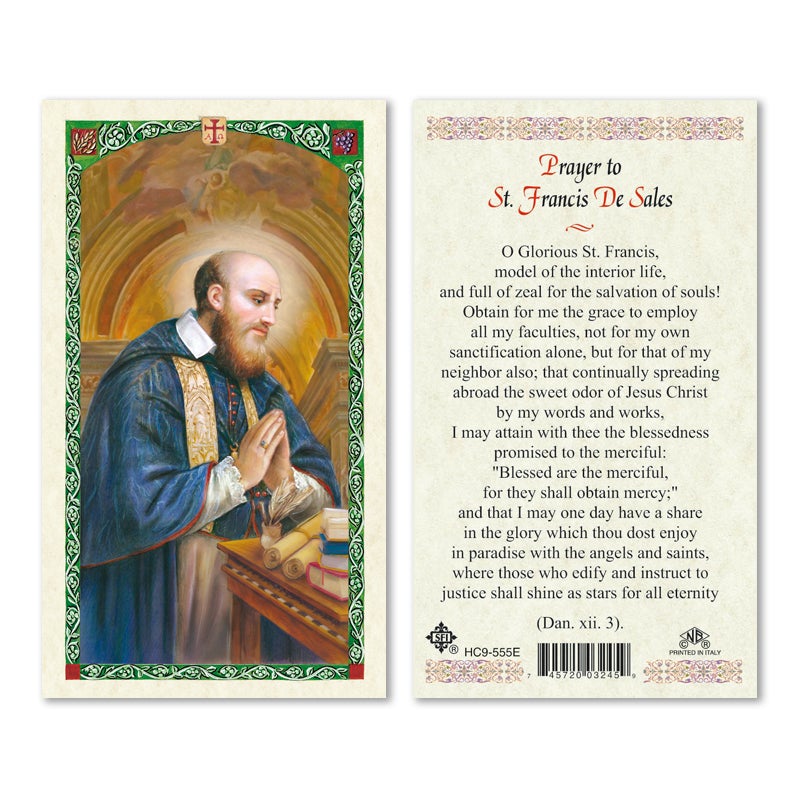 Prayer to
St. Francis De Sales
O Glorious St. Francis,
model of the interior life,
and full of zeal for the salvation of souls!
Obtain for me the grace to employ
all my faculties, not for my own
sanctification alone, but for that of my
neighbor also; that continually spreading
abroad the sweet odor of Jesus Christ
by my words and works,
I may attain with thee the blessedness
promised to the merciful:
"Blessed are the merciful,
for they shall obtain mercy;"
and that I may one day have a share
in the glory which thou dost enjoy
in paradise with the angels and saints,
where those who edify and instruct to
justice shall shine as stars for all eternity
(Dan. xii. 3).
SFI ®
HC9-555E
7 45720 03245 9
C NB R
PRINTED IN ITALY